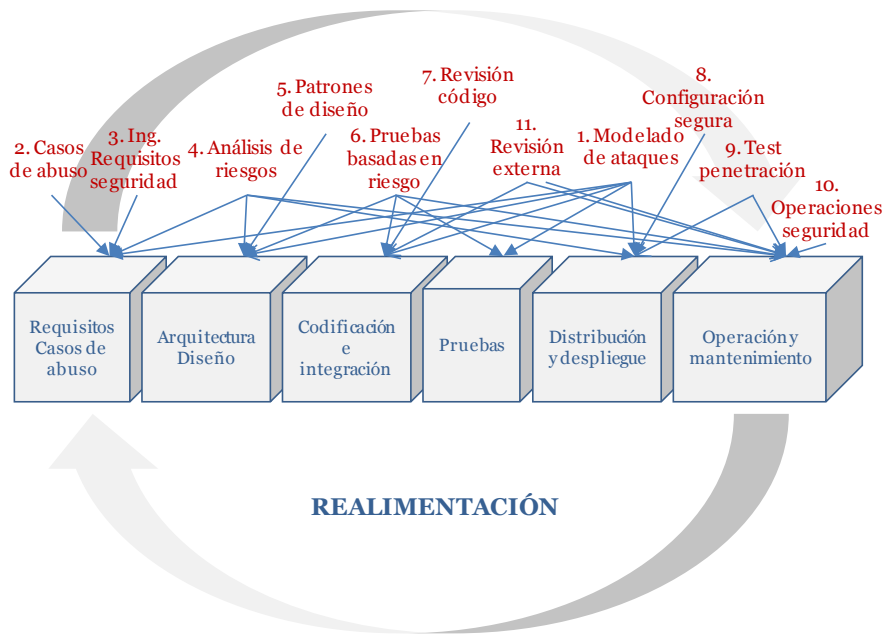 2. Casos
de abuso
3. Ing.
Requisitos
seguridad
4. Análisis de
riesgos
5. Patrones
de diseño
6. Pruebas
basadas en
riesgo
7. Revisión
código
11.
Revisión
externa
1. Modelado
de ataques
8.
Configuración
segura
9. Test
penetración
10.
Operaciones
seguridad
Requisitos
Casos de
abuso
Arquitectura
Diseño
Codificación
e
integración
Pruebas
Distribución
y despliegue
Operación y
mantenimiento
REALIMENTACIÓN